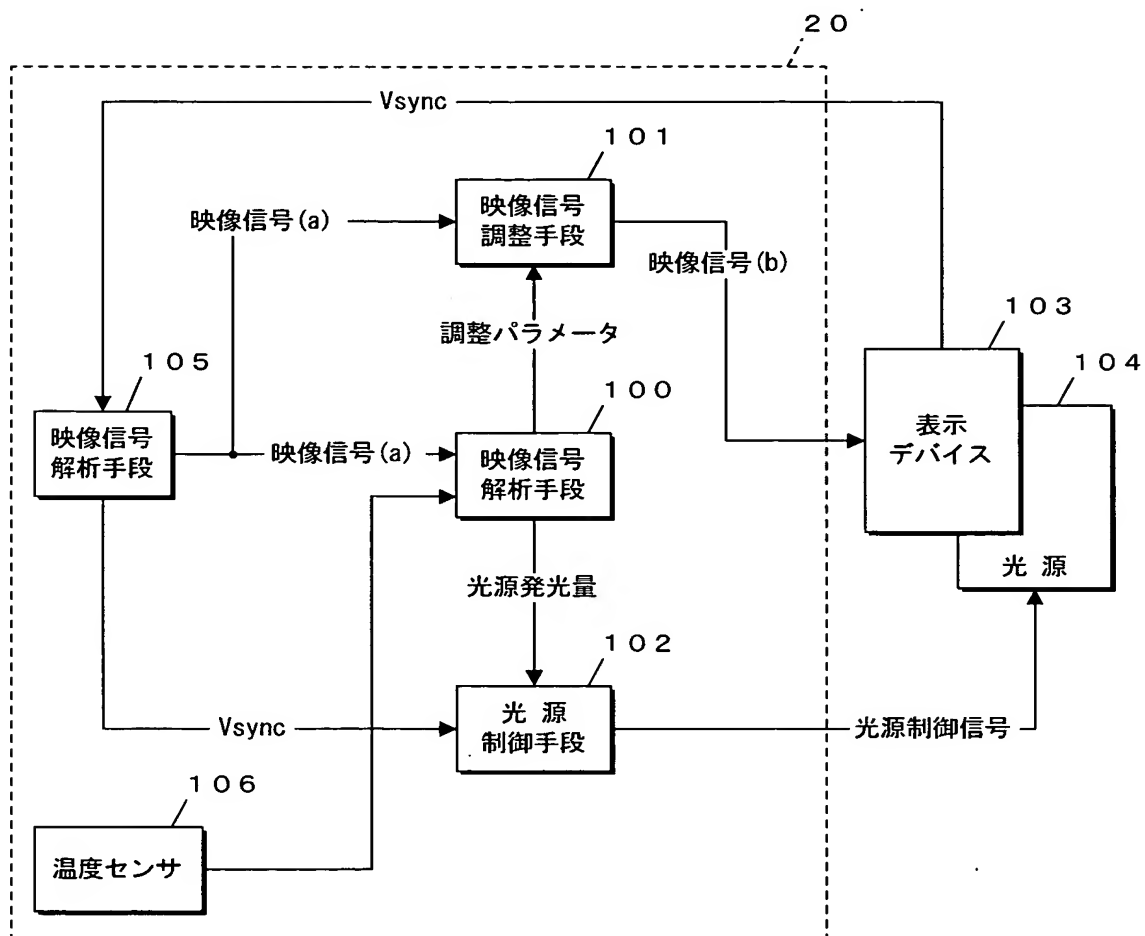 ２０
Vsync
１０１
映像信号
調整手段
映像信号(a)
映像信号(b)
調整パラメータ
１０３
１０４
１０５
映像信号
解析手段
映像信号(a)
１００
映像信号
解析手段
表示
デバイス
光 源
光源発光量
１０２
光 源
制御手段
Vsync
光源制御信号
１０６
温度センサ